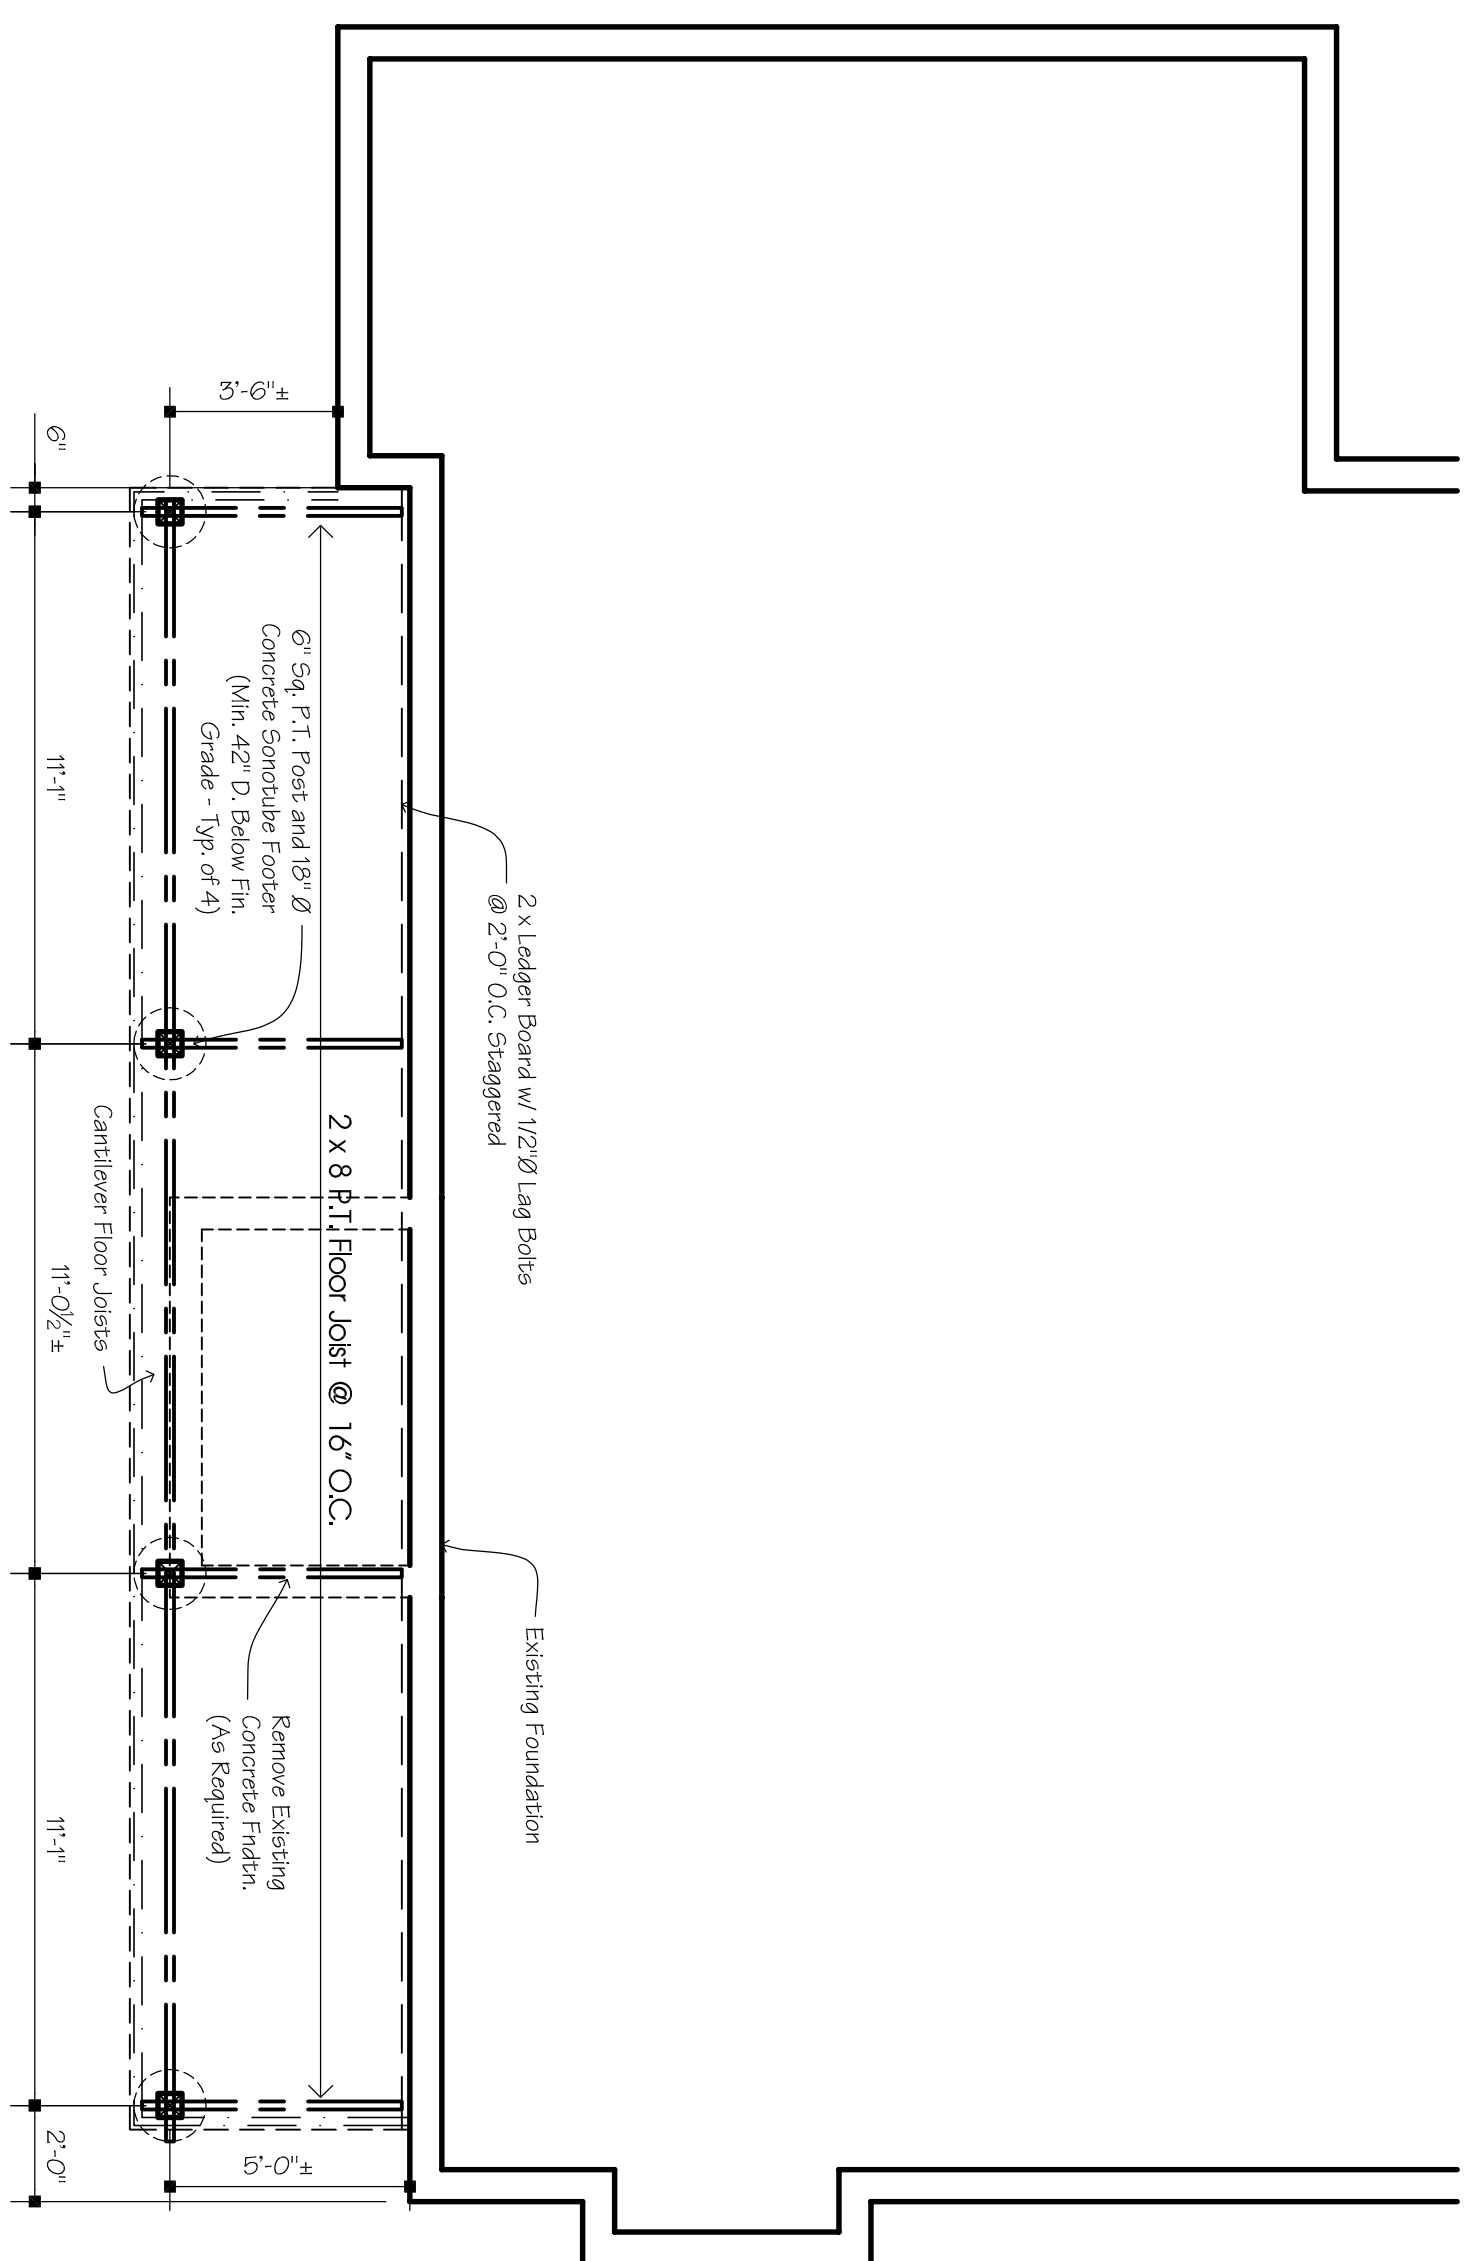 3'-6"±
6"
6" Sq. P.T. Post and 18" Ø
Concrete Sonotube Footer
(Min. 42" D. Below Fin.
Grade - Typ. of 4)
11'-1"
2 x Ledger Board w/ 1/2"Ø Lag Bolts
@ 2'-0" O.C. Staggered
2 x 8 P.T. Floor Joist @ 16" O.C.
Cantilever Floor Joists
11'-0½"±
Existing Foundation
Remove Existing
Concrete Fndtn.
(As Required)
11'-1"
5'-0"±
2'-0"